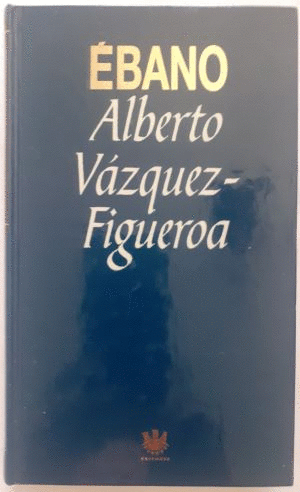 ÉBANO
Alberto
Vázquez-
Figueroa